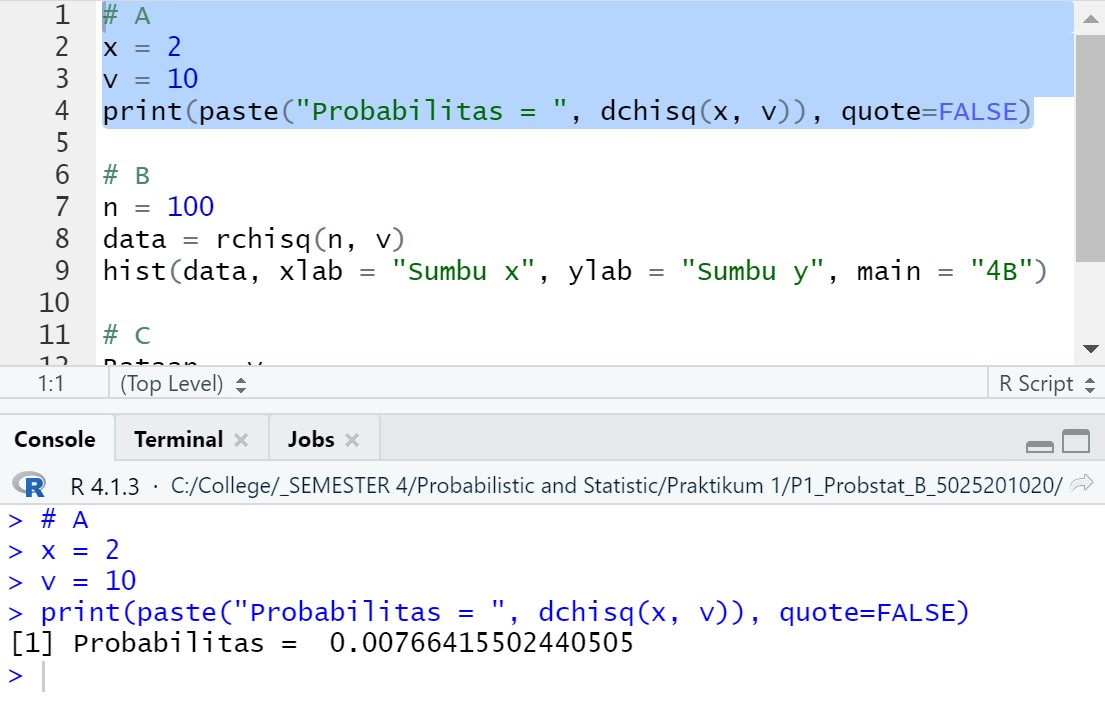 1 # A
2 x = 2
3 v = 10
4 print(paste("Probabilitas = ", dchisq(x, v)), quote=FALSE)
5
6 # B
7 n = 100
8 data = rchisq(n, v)
9 hist(data, xlab = "Sumbu x", ylab = "Sumbu y", main = "4B")
10
11 # C
12
1:1 (Top Level) R Script
Console Terminal Jobs
R R 4.1.3 · C:/College/_SEMESTER 4/Probabilistic and Statistic/Praktikum 1/P1_Probstat_B_5025201020/
> # A
> x = 2
> v = 10
> print(paste("Probabilitas = ", dchisq(x, v)), quote=FALSE)
[1] Probabilitas =  0.00766415502440505
>